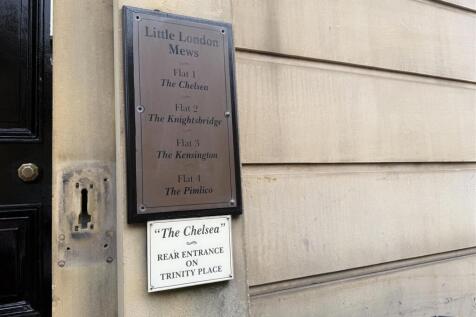 Little London
Mews
Flat 1
The Chelsea
Flat 2
The Knightsbridge
Flat 3
The Kensington
Flat 4
The Pimlico
"The Chelsea"
REAR ENTRANCE
ON
TRINITY PLACE